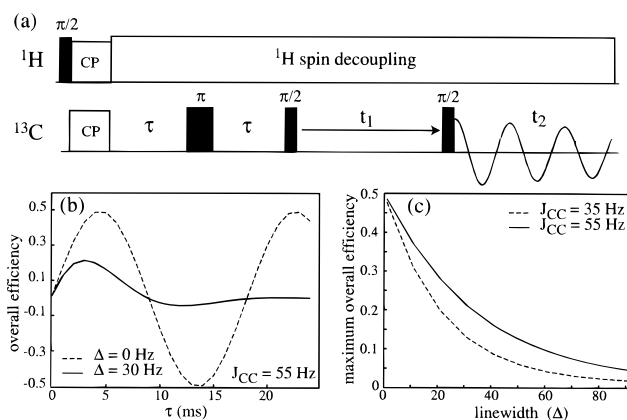 (a)
π/2
¹H
CP
¹H spin decoupling
π
π/2
π/2
¹³C
CP
τ
τ
t₁
t₂
(b)
overall efficiency
0.5
0.3
0.1
-0.1
-0.3
-0.5
Δ = 0 Hz
Δ = 30 Hz
J_CC = 55 Hz
0
10
20
τ (ms)
(c)
maximum overall efficiency
0.5
0.4
0.3
0.2
0.1
0
J_CC = 35 Hz
J_CC = 55 Hz
0
20
40
60
80
linewidth (Δ)